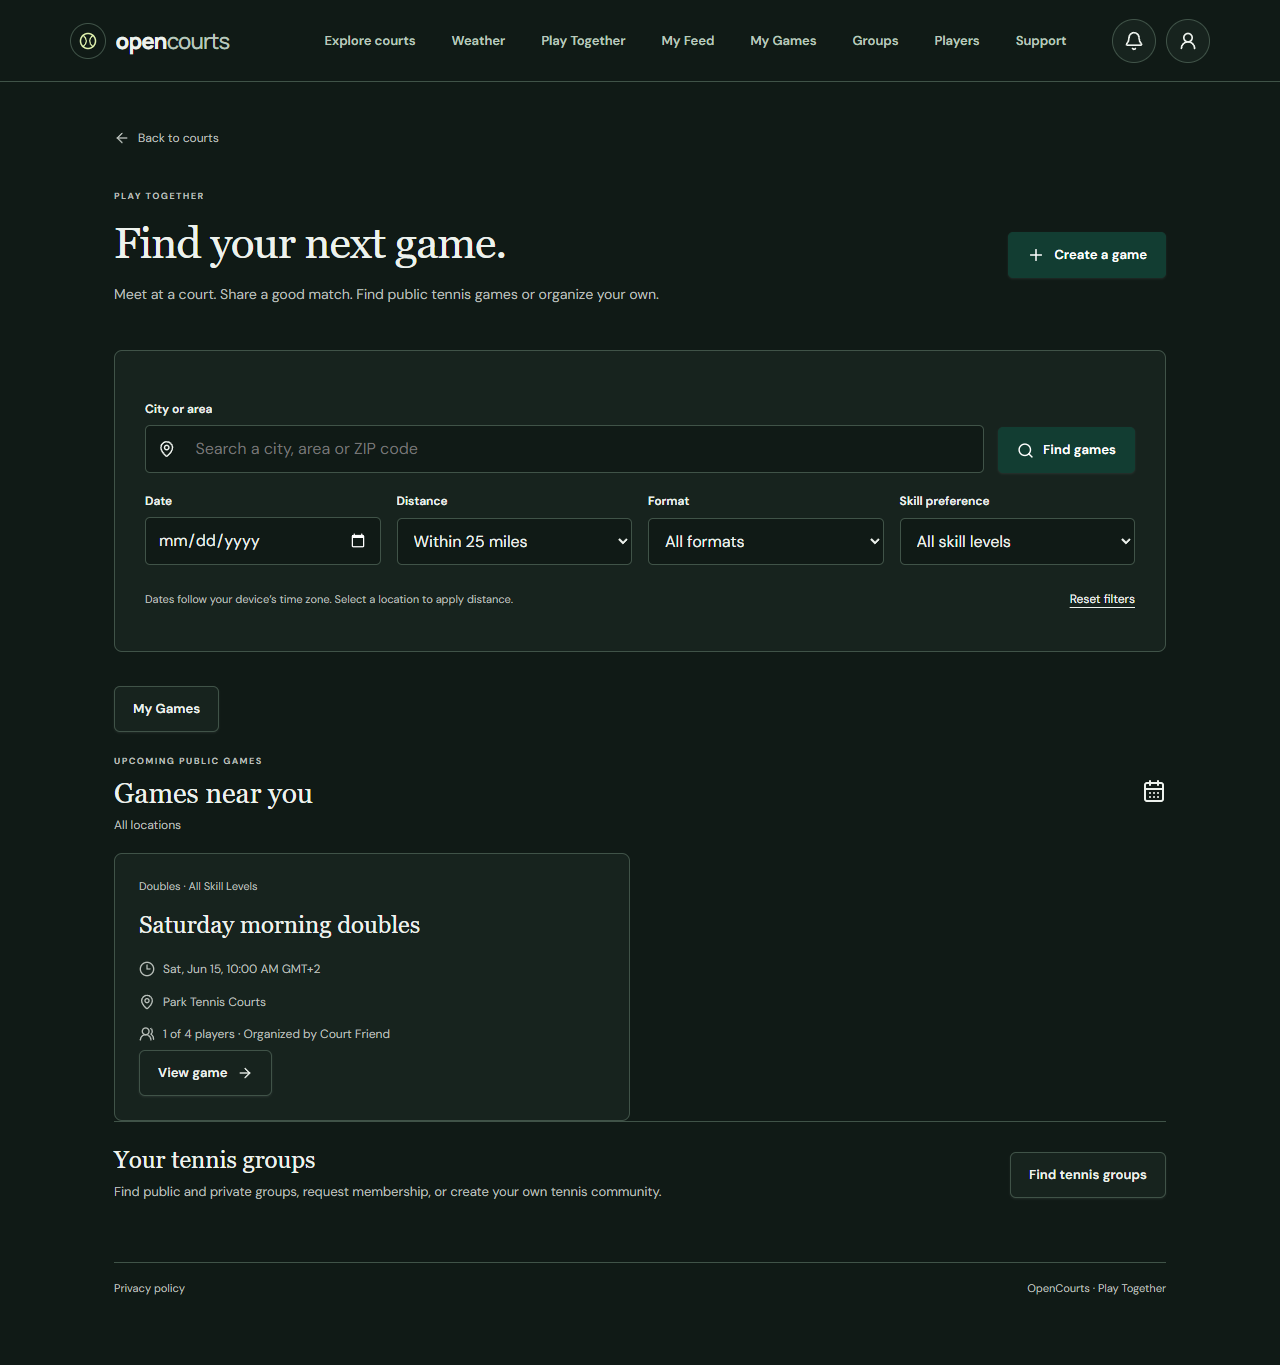 opencourts
Explore courts
Weather
Play Together
My Feed
My Games
Groups
Players
Support
Back to courts
PLAY TOGETHER
Find your next game.
Create a game
Meet at a court. Share a good match. Find public tennis games or organize your own.
City or area
Search a city, area or ZIP code
Find games
Date
Distance
Format
Skill preference
mm/dd/yyyy
Within 25 miles
All formats
All skill levels
Dates follow your device's time zone. Select a location to apply distance.
Reset filters
My Games
UPCOMING PUBLIC GAMES
Games near you
All locations
Doubles · All Skill Levels
Saturday morning doubles
Sat, Jun 15, 10:00 AM GMT+2
Park Tennis Courts
1 of 4 players · Organized by Court Friend
View game
Your tennis groups
Find public and private groups, request membership, or create your own tennis community.
Find tennis groups
Privacy policy
OpenCourts · Play Together